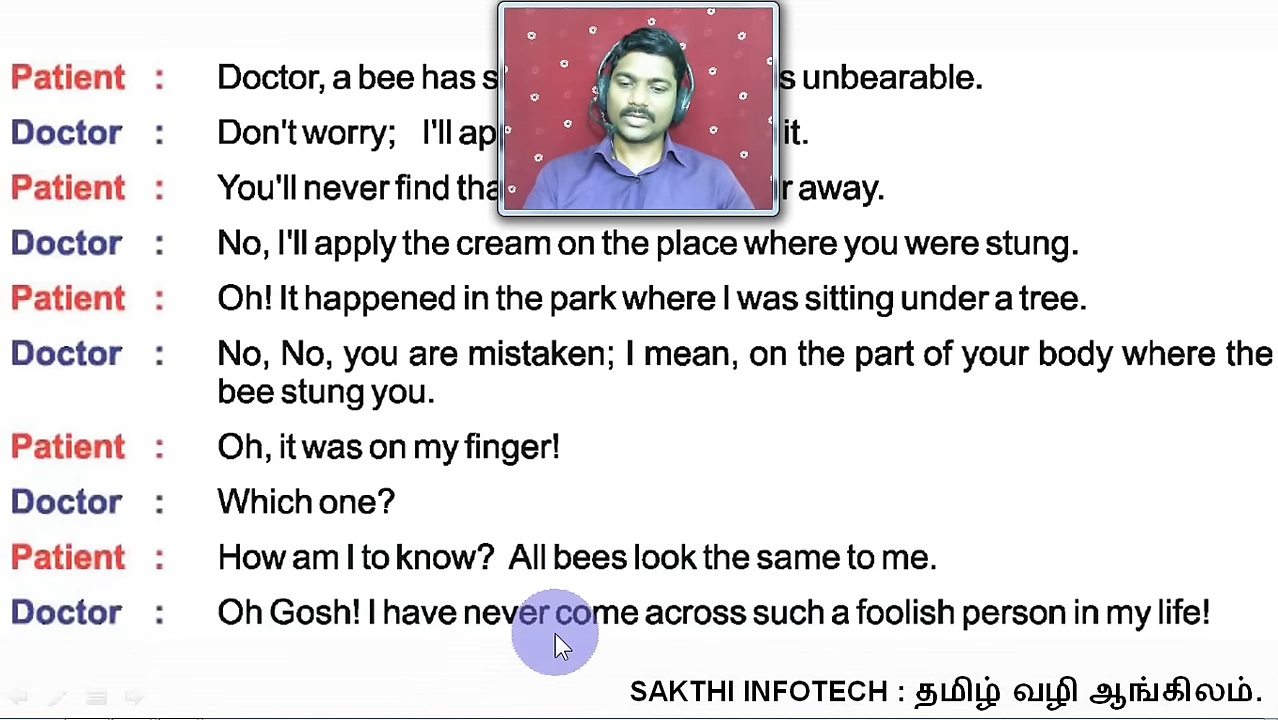 Patient : Doctor, a bee has s unbearable.
Doctor : Don't worry; I'll ap it.
Patient : You'll never find tha away.
Doctor : No, I'll apply the cream on the place where you were stung.
Patient : Oh! It happened in the park where I was sitting under a tree.
Doctor : No, No, you are mistaken; I mean, on the part of your body where the
bee stung you.
Patient : Oh, it was on my finger!
Doctor : Which one?
Patient : How am I to know? All bees look the same to me.
Doctor : Oh Gosh! I have never come across such a foolish person in my life!
SAKTHI INFOTECH : தமிழ் வழி ஆங்கிலம்.